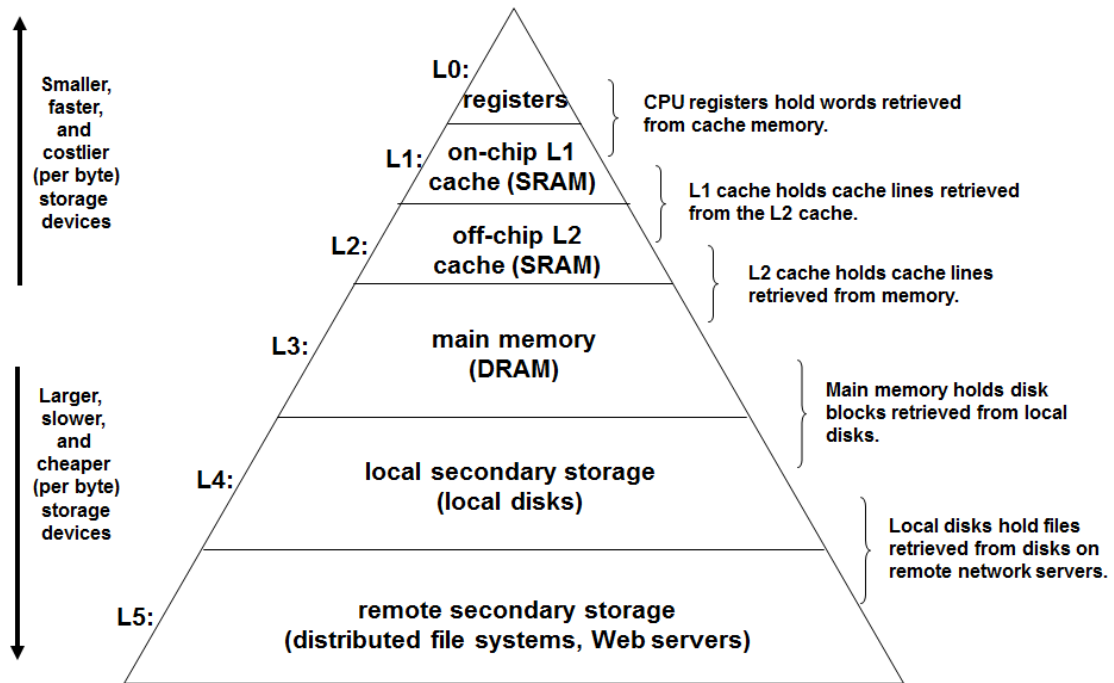 Smaller,
faster,
and
costlier
(per byte)
storage
devices
Larger,
slower,
and
cheaper
(per byte)
storage
devices
L0:
registers
L1:
on-chip L1
cache (SRAM)
L2:
off-chip L2
cache (SRAM)
L3:
main memory
(DRAM)
L4:
local secondary storage
(local disks)
L5:
remote secondary storage
(distributed file systems, Web servers)
CPU registers hold words retrieved
from cache memory.
L1 cache holds cache lines retrieved
from the L2 cache.
L2 cache holds cache lines
retrieved from memory.
Main memory holds disk
blocks retrieved from local
disks.
Local disks hold files
retrieved from disks on
remote network servers.